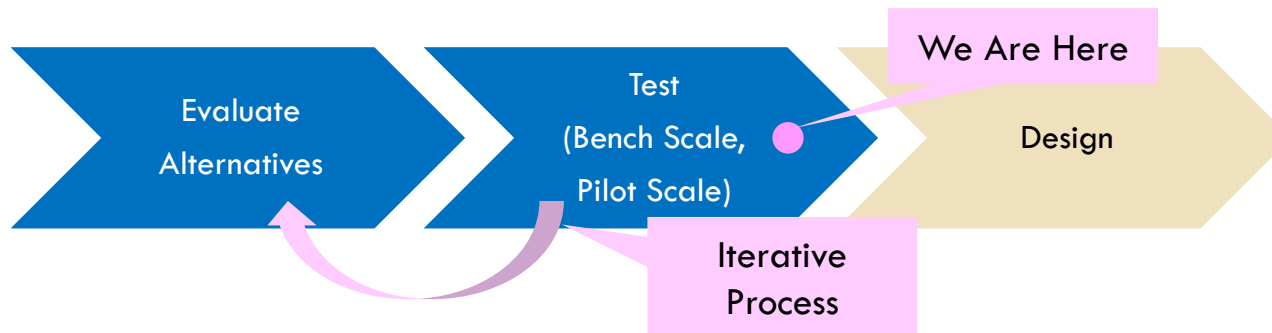 Evaluate
Alternatives
Test
(Bench Scale,
Pilot Scale)
We Are Here
Design
Iterative
Process